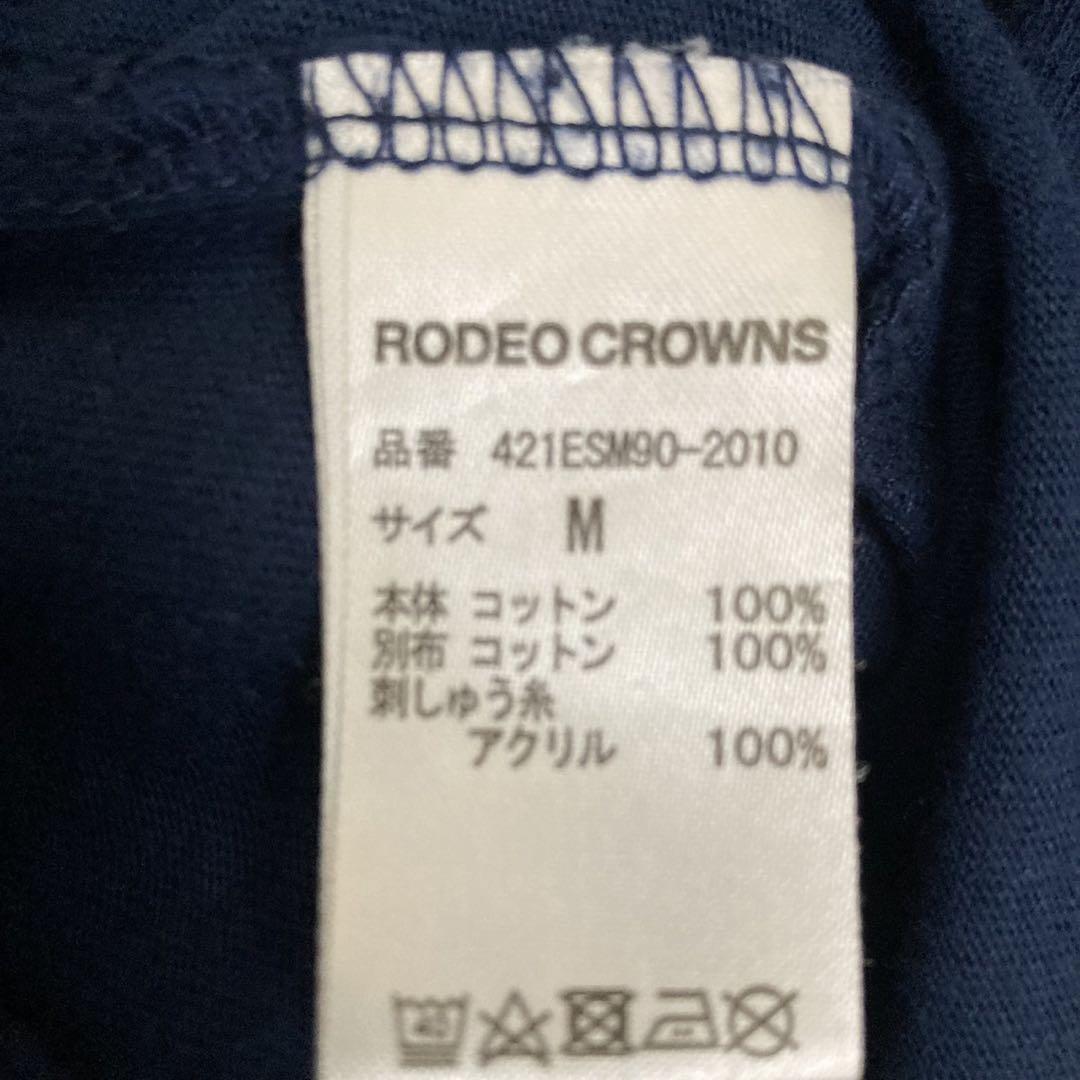 RODEO CROWNS
品番 421ESM90-2010
サイズ M
本体 コットン 100%
別布 コットン 100%
刺しゅう糸
アクリル 100%
40